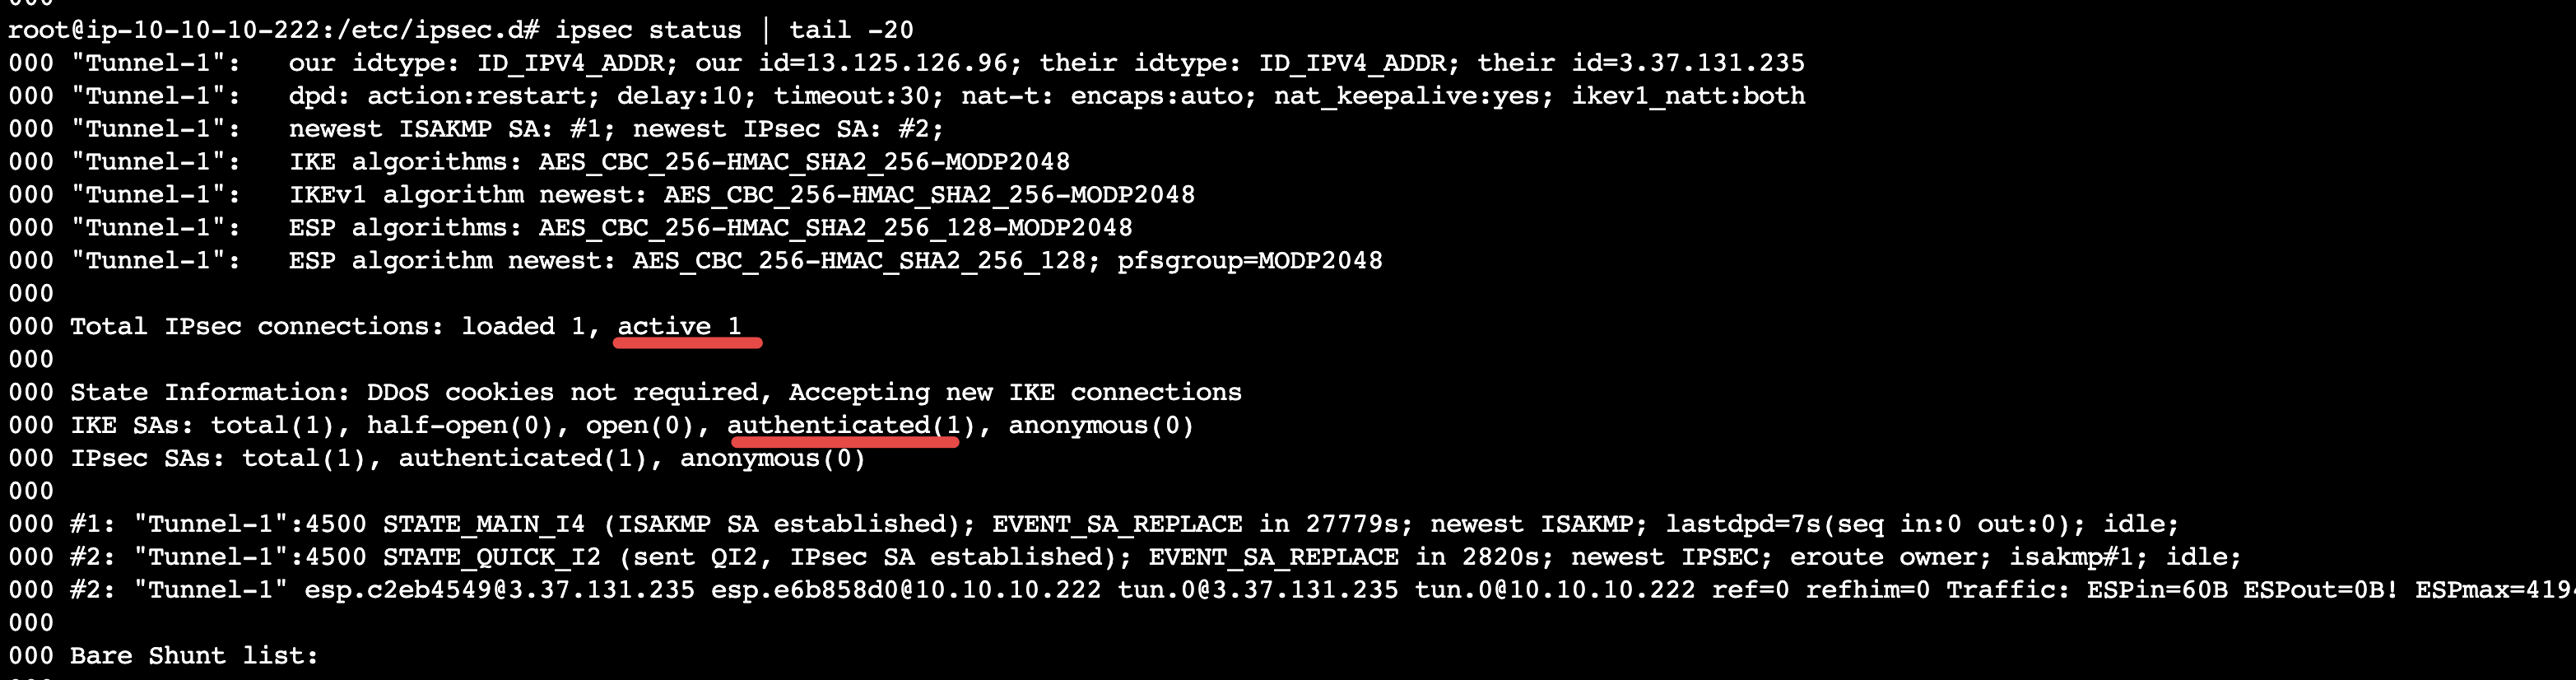 root@ip-10-10-10-222:/etc/ipsec.d# ipsec status | tail -20
000 "Tunnel-1":   our idtype: ID_IPV4_ADDR; our id=13.125.126.96; their idtype: ID_IPV4_ADDR; their id=3.37.131.235
000 "Tunnel-1":   dpd: action:restart; delay:10; timeout:30; nat-t: encaps:auto; nat_keepalive:yes; ikev1_natt:both
000 "Tunnel-1":   newest ISAKMP SA: #1; newest IPsec SA: #2;
000 "Tunnel-1":   IKE algorithms: AES_CBC_256-HMAC_SHA2_256-MODP2048
000 "Tunnel-1":   IKEv1 algorithm newest: AES_CBC_256-HMAC_SHA2_256-MODP2048
000 "Tunnel-1":   ESP algorithms: AES_CBC_256-HMAC_SHA2_256_128-MODP2048
000 "Tunnel-1":   ESP algorithm newest: AES_CBC_256-HMAC_SHA2_256_128; pfsgroup=MODP2048
000
000 Total IPsec connections: loaded 1, active 1
000
000 State Information: DDoS cookies not required, Accepting new IKE connections
000 IKE SAs: total(1), half-open(0), open(0), authenticated(1), anonymous(0)
000 IPsec SAs: total(1), authenticated(1), anonymous(0)
000
000 #1: "Tunnel-1":4500 STATE_MAIN_I4 (ISAKMP SA established); EVENT_SA_REPLACE in 27779s; newest ISAKMP; lastdpd=7s(seq in:0 out:0); idle;
000 #2: "Tunnel-1":4500 STATE_QUICK_I2 (sent QI2, IPsec SA established); EVENT_SA_REPLACE in 2820s; newest IPSEC; eroute owner; isakmp#1; idle;
000 #2: "Tunnel-1" esp.c2eb4549@3.37.131.235 esp.e6b858d0@10.10.10.222 tun.0@3.37.131.235 tun.0@10.10.10.222 ref=0 refhim=0 Traffic: ESPin=60B ESPout=0B! ESPmax=419
000
000 Bare Shunt list: